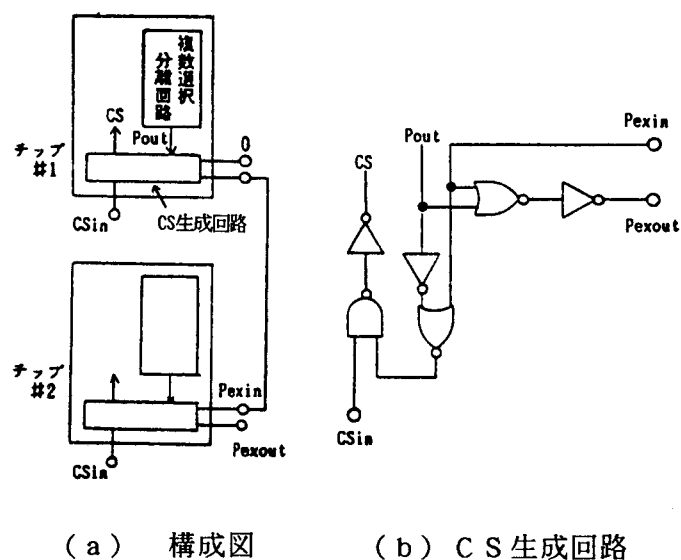 複数選択
分離回路
CS
Pout
0
チップ
#1
CSin
CS生成回路
チップ
#2
Pexin
Pexout
CSin
(a) 構成図
Pexin
Pout
CS
Pexout
CSin
(b) CS生成回路